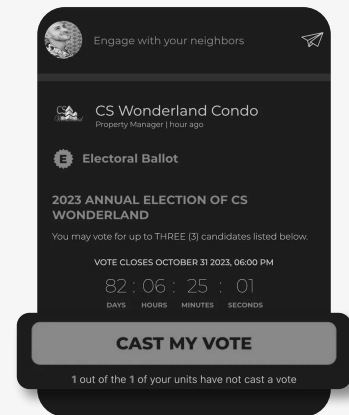 Engage with your neighbors
CS Wonderland Condo
Property Manager | hour ago
E Electoral Ballot
2023 ANNUAL ELECTION OF CS
WONDERLAND
You may vote for up to THREE (3) candidates listed below.
VOTE CLOSES OCTOBER 31 2023, 06:00 PM
82 : 06 : 25 : 01
DAYS HOURS MINUTES SECONDS
CAST MY VOTE
1 out of the 1 of your units have not cast a vote